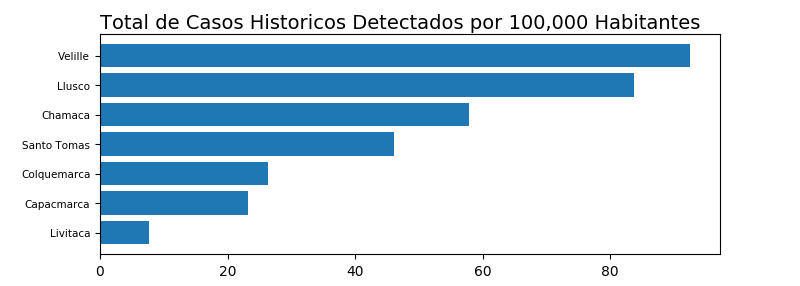 Total de Casos Historicos Detectados por 100,000 Habitantes
Velille
Llusco
Chamaca
Santo Tomas
Colquemarca
Capacmarca
Livitaca
0 20 40 60 80